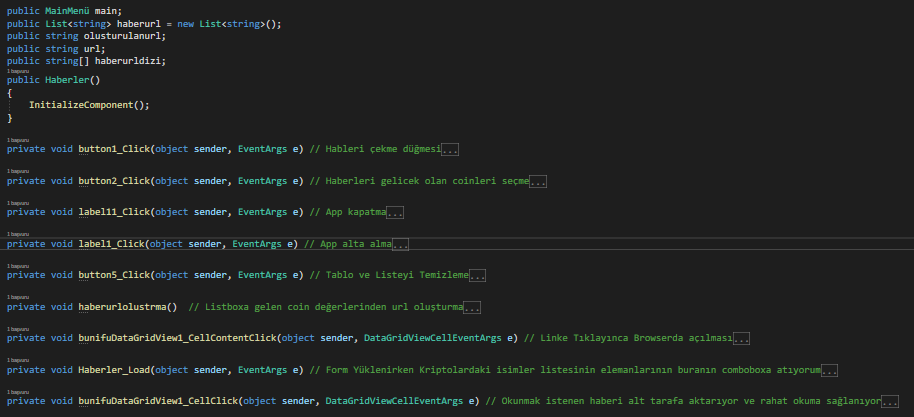 public MainMenü main;
public List<string> haberurl = new List<string>();
public string olusturulanurl;
public string url;
public string[] haberurldizi;
1 başvuru
public Haberler()
{
InitializeComponent();
}
1 başvuru
private void button1_Click(object sender, EventArgs e) // Hableri çekme düğmesi...
1 başvuru
private void button2_Click(object sender, EventArgs e) // Haberleri gelicek olan coinleri seçme...
1 başvuru
private void label11_Click(object sender, EventArgs e) // App kapatma...
1 başvuru
private void label1_Click(object sender, EventArgs e) // App alta alma...
1 başvuru
private void button5_Click(object sender, EventArgs e) // Tablo ve Listeyi Temizleme...
1 başvuru
private void haberurlolustrma()  // Listboxa gelen coin değerlerinden url oluşturma...
1 başvuru
private void bunifuDataGridView1_CellContentClick(object sender, DataGridViewCellEventArgs e) // Linke Tıklayınca Browserda açılması...
1 başvuru
private void Haberler_Load(object sender, EventArgs e) // Form Yüklenirken Kriptolardaki isimler listesinin elemanlarının buranın comboboxa atıyorum...
1 başvuru
private void bunifuDataGridView1_CellClick(object sender, DataGridViewCellEventArgs e) // Okunmak istenen haberi alt tarafa aktarıyor ve rahat okuma sağlanıyor...